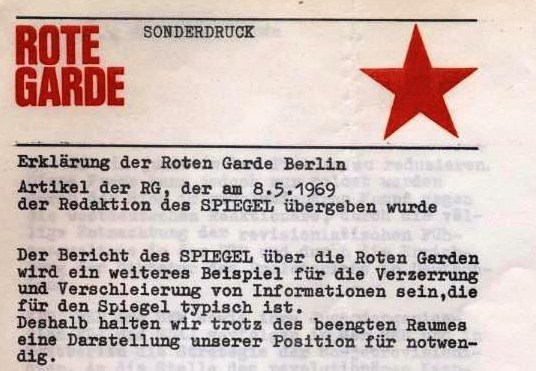 SONDERDRUCK
ROTE
GARDE
Erklärung der Roten Garde Berlin
Artikel der RG, der am 8.5.1969
der Redaktion des SPIEGEL übergeben wurde
Der Bericht des SPIEGEL über die Roten Garden
wird ein weiteres Beispiel für die Verzerrung
und Verschleierung von Informationen sein,die
für den Spiegel typisch ist.
Deshalb halten wir trotz des beengten Raumes
eine Darstellung unserer Position für notwen-
dig.